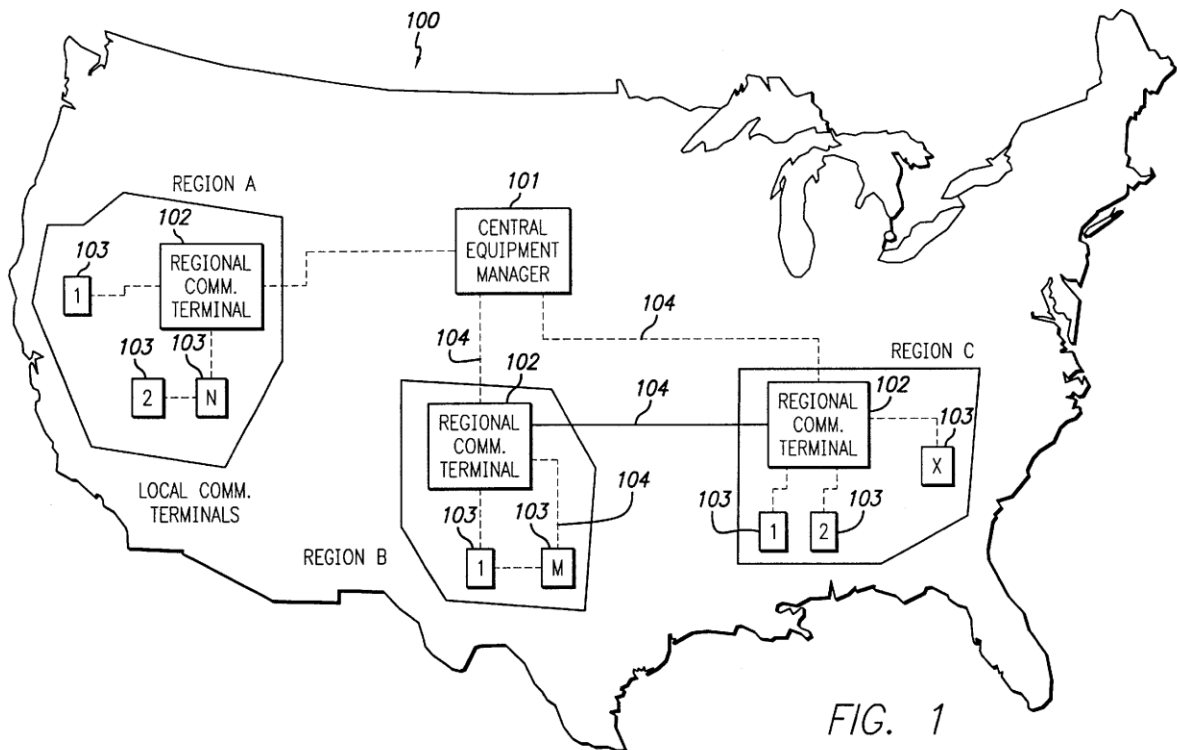 100
REGION A
102
REGIONAL
COMM.
TERMINAL
103
1
103
2
103
N
LOCAL COMM.
TERMINALS
101
CENTRAL
EQUIPMENT
MANAGER
104
104
REGION B
102
REGIONAL
COMM.
TERMINAL
104
104
103
1
103
M
REGION C
102
REGIONAL
COMM.
TERMINAL
103
X
103
1
2
103
FIG. 1